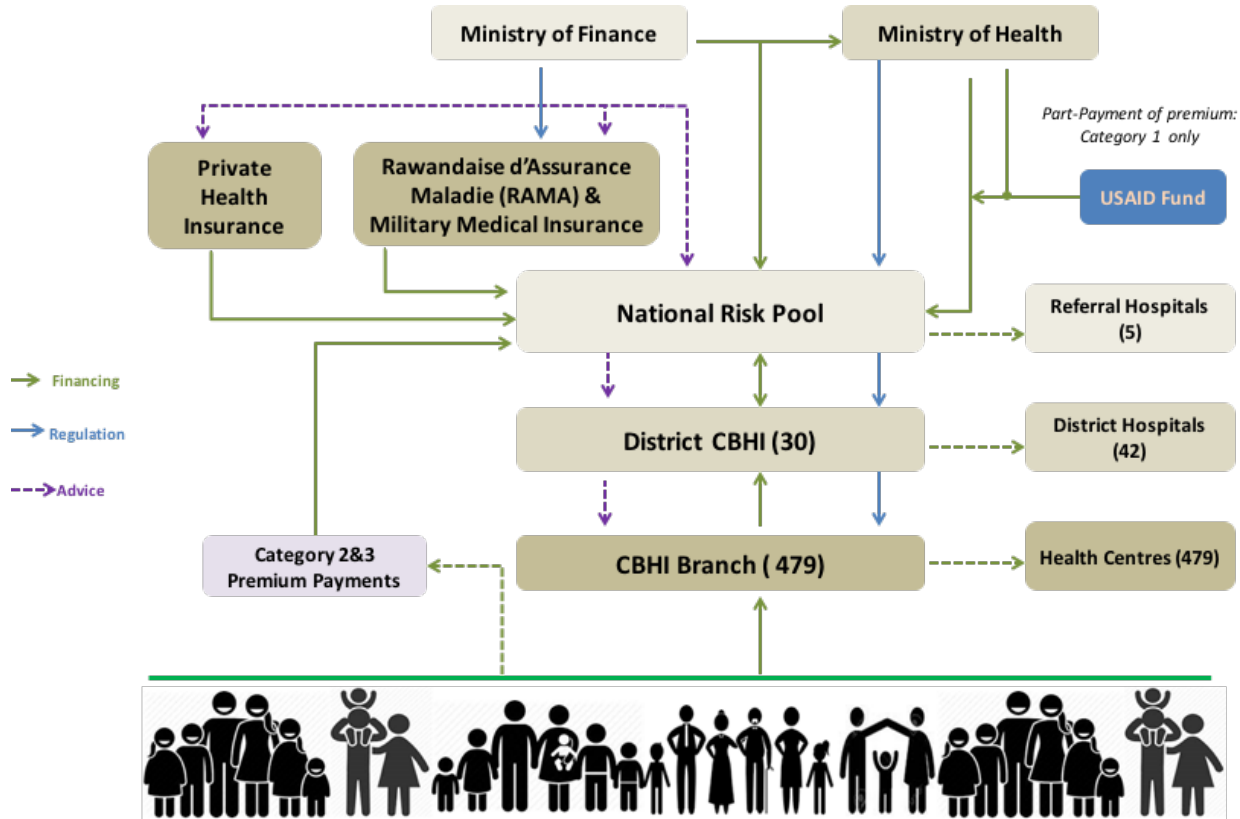 Ministry of Finance
Ministry of Health
Part-Payment of premium:
Category 1 only
USAID Fund
Private
Health
Insurance
Rawandaise d’Assurance
Maladie (RAMA) &
Military Medical Insurance
National Risk Pool
Referral Hospitals
(5)
Financing
Regulation
Advice
District CBHI (30)
District Hospitals
(42)
Category 2&3
Premium Payments
CBHI Branch ( 479)
Health Centres (479)